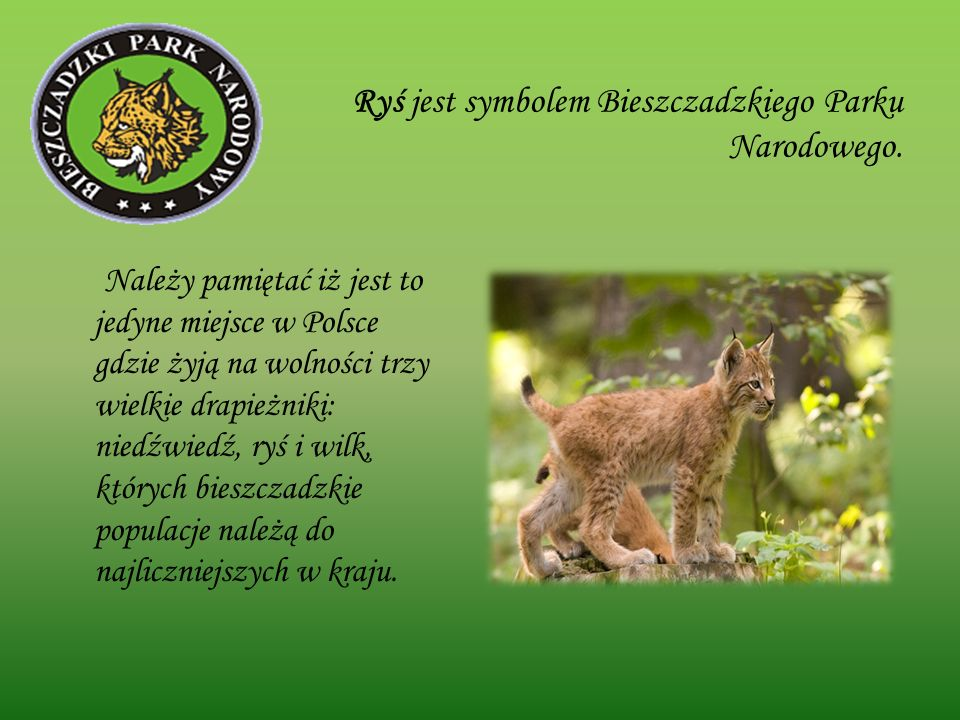 BIESZCZADZKI PARK NARODOWY
Ryś jest symbolem Bieszczadzkiego Parku
Narodowego.
Należy pamiętać iż jest to
jedyne miejsce w Polsce
gdzie żyją na wolności trzy
wielkie drapieżniki:
niedźwiedź, ryś i wilk,
których bieszczadzkie
populacje należą do
najliczniejszych w kraju.